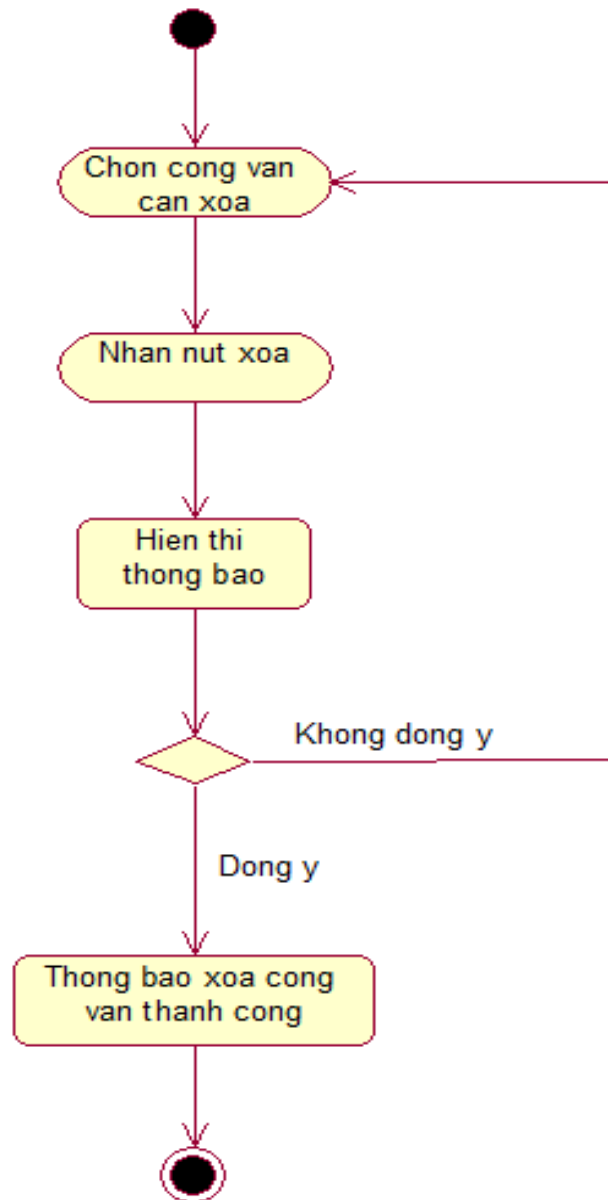 Chon cong van
can xoa
Nhan nut xoa
Hien thi
thong bao
Khong dong y
Dong y
Thong bao xoa cong
van thanh cong